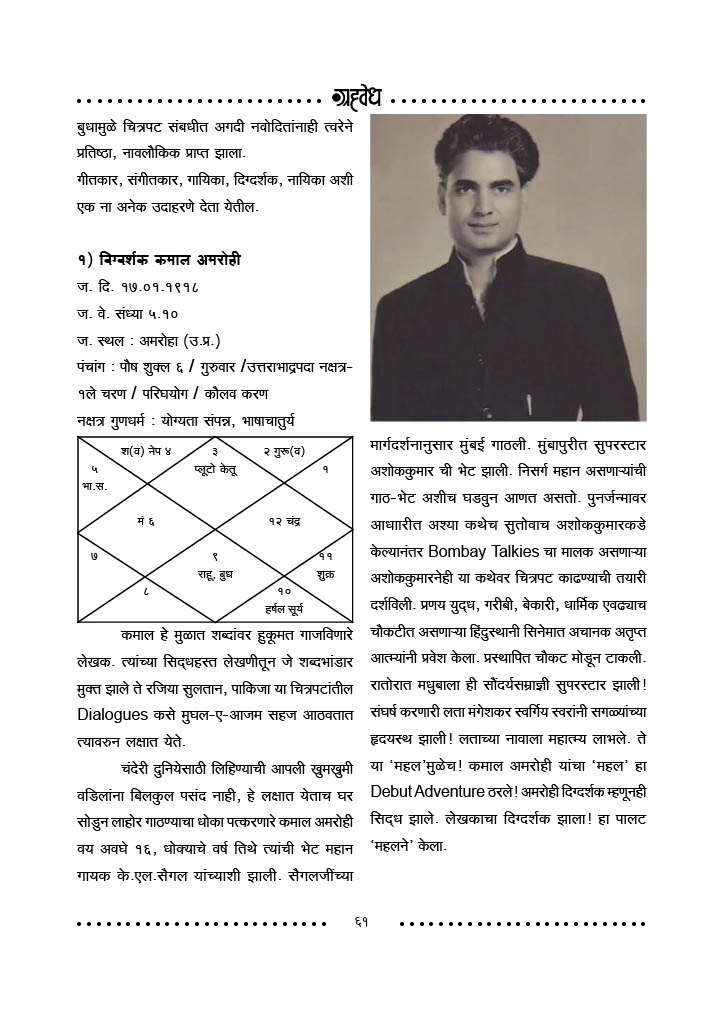 ग्रहवेध
बुधामुळे चित्रपट संबधीत अगदी नवोदितांनाही त्वरेने
प्रतिष्ठा, नावलौकिक प्राप्त झाला.
गीतकार, संगीतकार, गायिका, दिग्दर्शक, नायिका अशी
एक ना अनेक उदाहरणे देता येतील.
१) दिग्दर्शक कमाल अमरोही
ज. दि. १७.०१.१९१८
ज. वे. संध्या ५.१०
ज. स्थल : अमरोहा (उ.प्र.)
पंचांग : पौष शुक्ल ६ / गुरुवार /उत्तराभाद्रपदा नक्षत्र-
१ले चरण / परिघयोग / कौलव करण
नक्षत्र गुणधर्म : योग्यता संपन्न, भाषाचातुर्य
श(व) नेप ४
३
प्लूटो केतू
२ गुरू(व)
५
भा.स.
१
मं ६
१२ चंद्र
७
९
राहू, बुध
११
शुक्र
८
१०
हर्षल सूर्य
कमाल हे मुळात शब्दांवर हुकूमत गाजविणारे
लेखक. त्यांच्या सिद्धहस्त लेखणीतून जे शब्दभांडार
मुक्त झाले ते रजिया सुलतान, पाकिजा या चित्रपटांतील
Dialogues कसे मुघल-ए-आजम सहज आठवतात
त्यावरुन लक्षात येते.
चंदेरी दुनियेसाठी लिहिण्याची आपली खुमखुमी
वडिलांना बिलकुल पसंद नाही, हे लक्षात येताच घर
सोडुन लाहोर गाठण्याचा धोका पत्करणारे कमाल अमरोही
वय अवघे १६, धोक्याचे वर्ष तिथे त्यांची भेट महान
गायक के.एल.सैगल यांच्याशी झाली. सैगलजींच्या
मार्गदर्शनानुसार मुंबई गाठली. मुंबापुरीत सुपरस्टार
अशोककुमार ची भेट झाली. निसर्ग महान असणाऱ्यांची
गाठ-भेट अशीच घडवुन आणत असतो. पुनर्जन्मावर
आधाारीत अश्या कथेच सुतोवाच अशोककुमारकडे
केल्यानंतर Bombay Talkies चा मालक असणाऱ्या
अशोककुमारनेही या कथेवर चित्रपट काढण्याची तयारी
दर्शविली. प्रणय युद्ध, गरीबी, बेकारी, धार्मिक एवढ्याच
चौकटीत असणाऱ्या हिंदुस्थानी सिनेमात अचानक अतृप्त
आत्म्यांनी प्रवेश केला. प्रस्थापित चौकट मोडून टाकली.
रातोरात मधुबाला ही सौंदर्यसम्राज्ञी सुपरस्टार झाली!
संघर्ष करणारी लता मंगेशकर स्वर्गिय स्वरांनी सगळ्यांच्या
हृदयस्थ झाली! लताच्या नावाला महात्म्य लाभले. ते
या ‘महल’मुळेच! कमाल अमरोही यांचा ‘महल’ हा
Debut Adventure ठरले! अमरोही दिग्दर्शक म्हणूनही
सिद्ध झाले. लेखकाचा दिग्दर्शक झाला! हा पालट
‘महलने’ केला.
६१